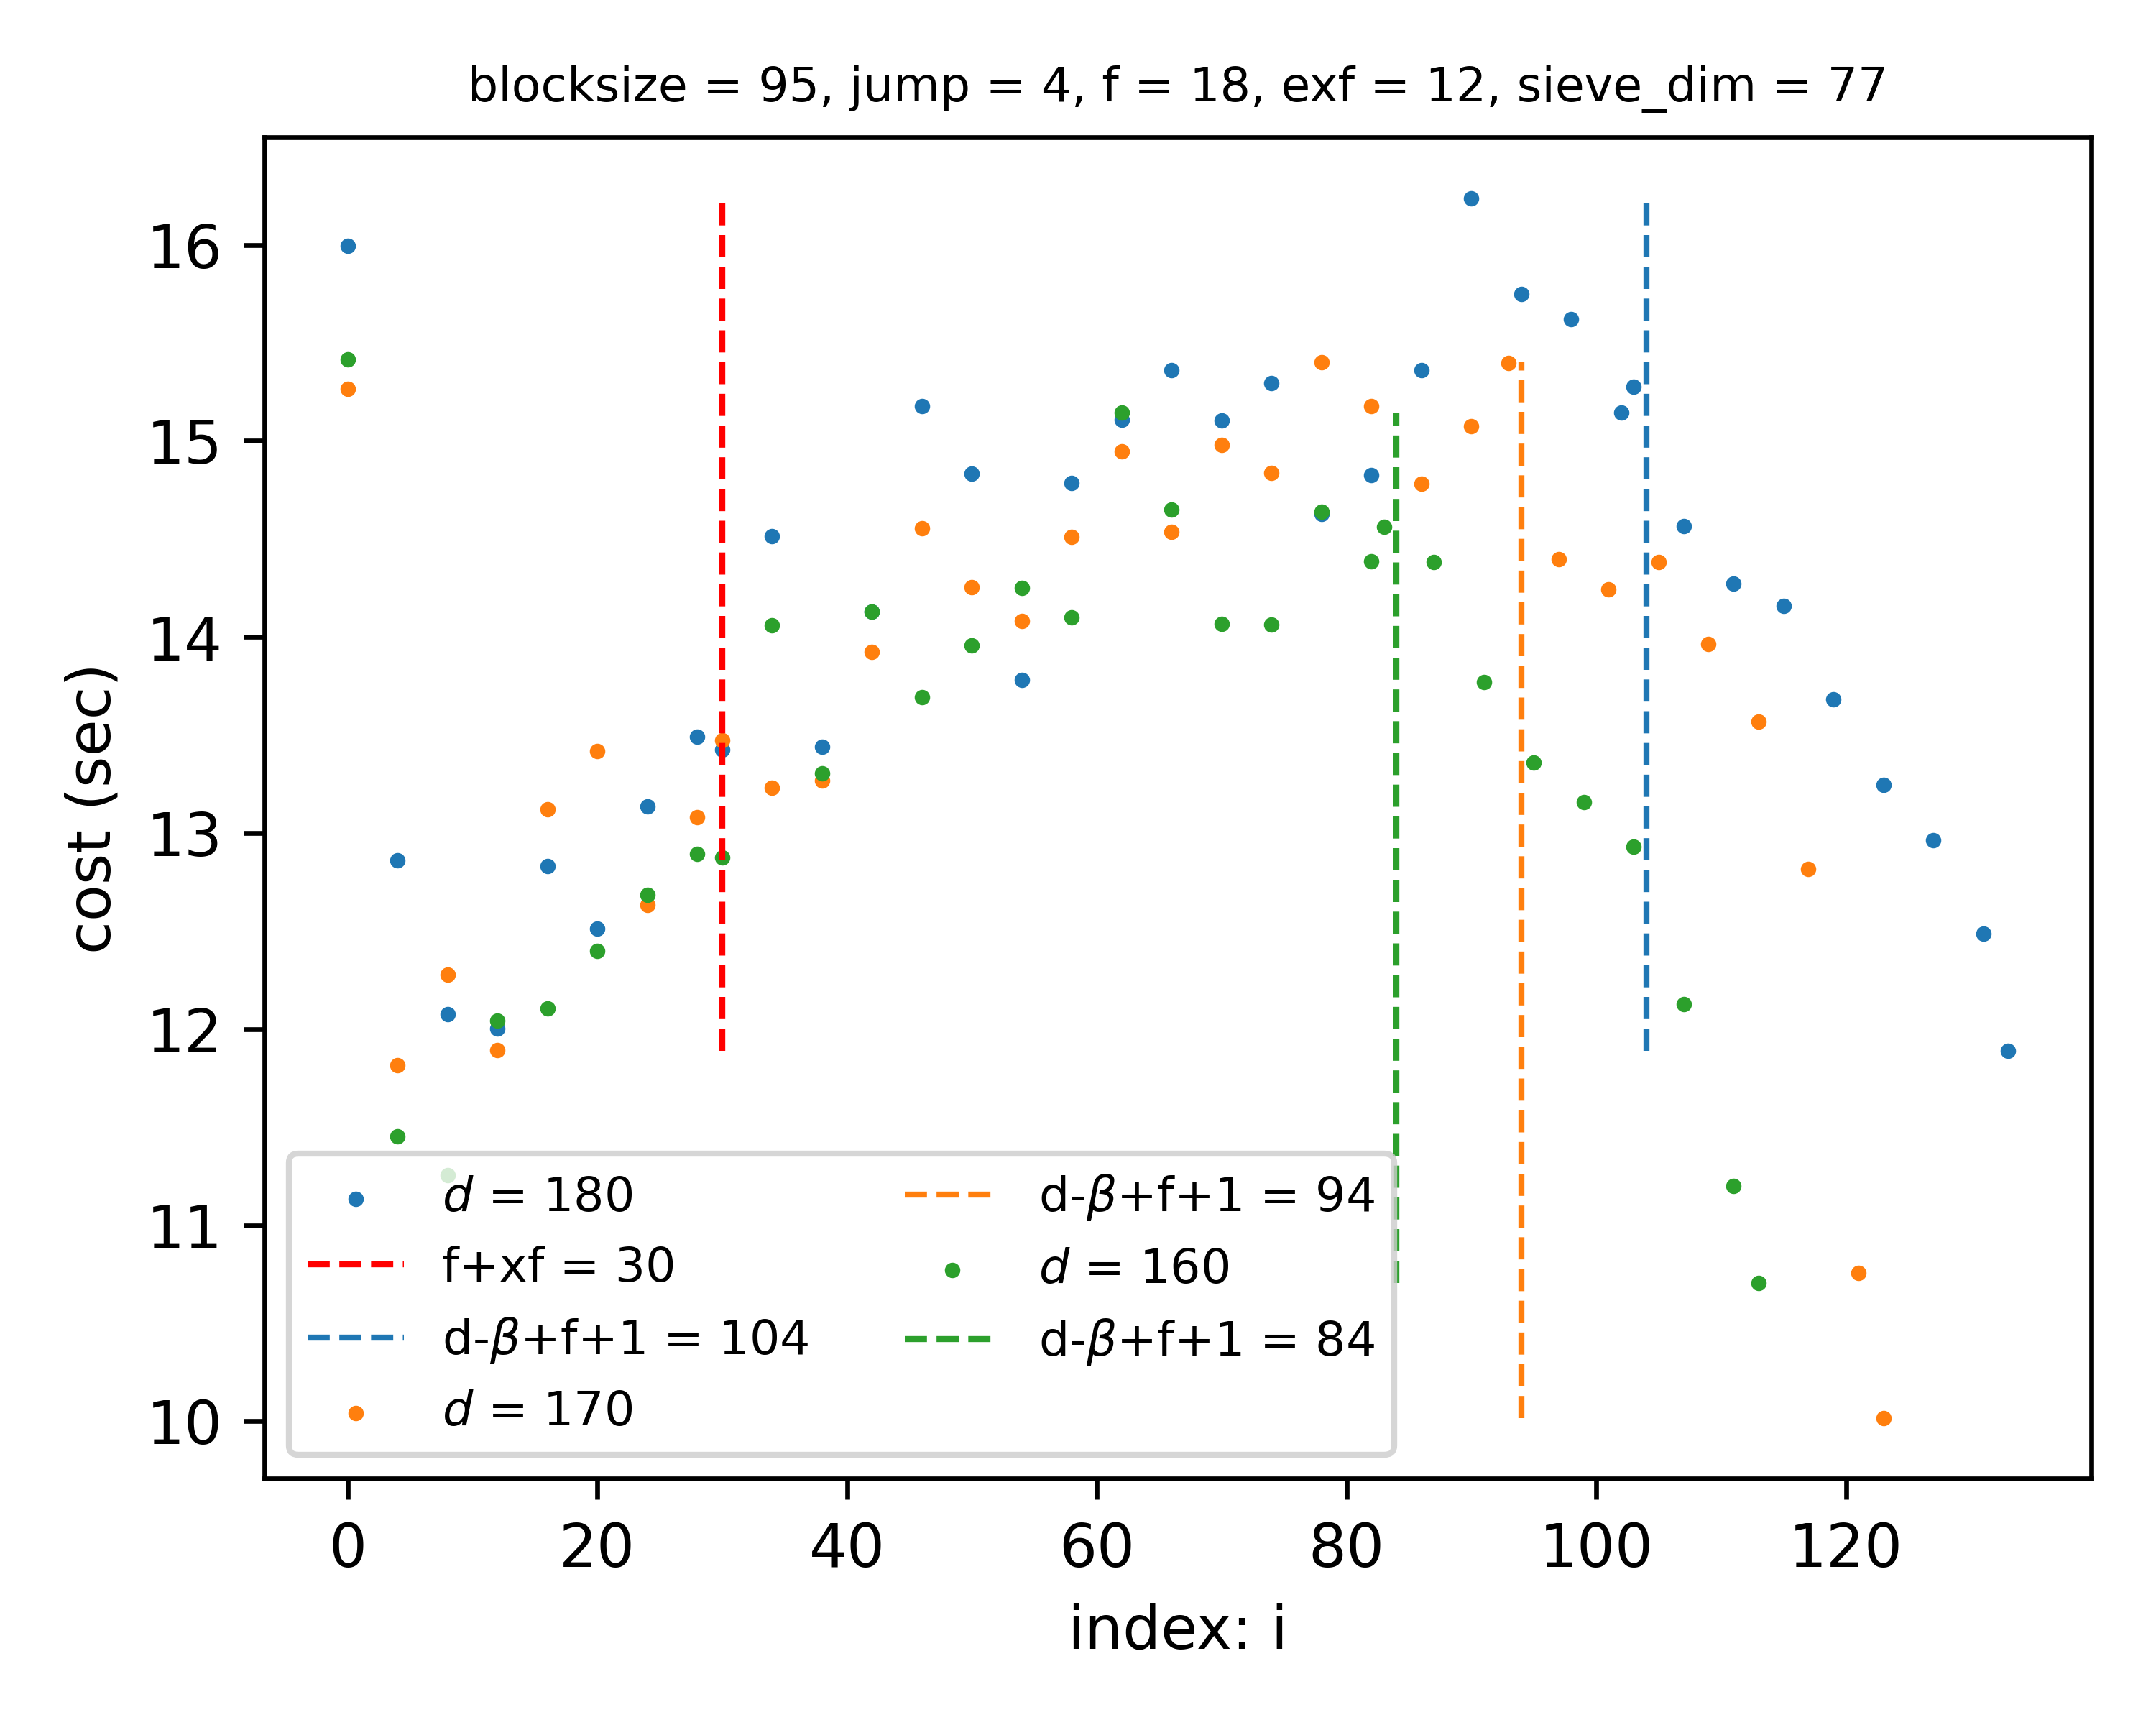 blocksize = 95, jump = 4, f = 18, exf = 12, sieve_dim = 77
cost (sec)
16
15
14
13
12
11
10
d = 180
f+xf = 30
d-β+f+1 = 104
d = 170
d-β+f+1 = 94
d = 160
d-β+f+1 = 84
0 20 40 60 80 100 120
index: i